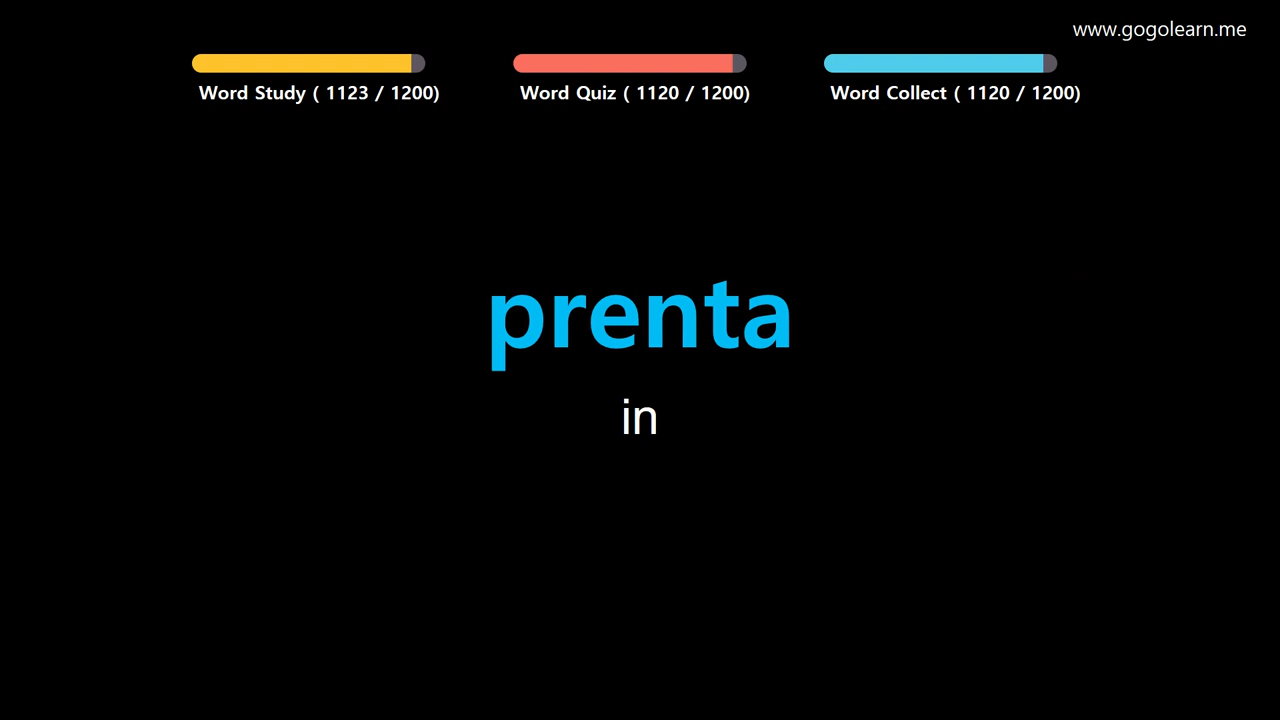 www.gogolearn.me
Word Study ( 1123 / 1200)
Word Quiz ( 1120 / 1200)
Word Collect ( 1120 / 1200)
prenta
in